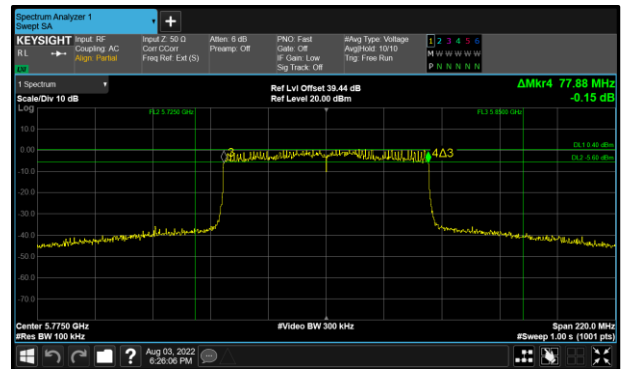 Spectrum Analyzer 1
Swept SA
+
KEYSIGHT
RL
Input: RF
Coupling: AC
Align: Partial
Input Z: 50 Ω
Corr CCorr
Freq Ref: Ext (S)
Atten: 6 dB
Preamp: Off
PNO: Fast
Gate: Off
IF Gain: Low
Sig Track: Off
#Avg Type: Voltage
Avg|Hold: 10/10
Trig: Free Run
1 2 3 4 5 6
M W W W W W
P N N N N N
1 Spectrum
Scale/Div 10 dB
Log
Ref Lvl Offset 39.44 dB
Ref Level 20.00 dBm
ΔMkr4 77.88 MHz
-0.15 dB
FL2 5.7250 GHz
FL3 5.8500 GHz
10.0
DL1 0.40 dBm
0.00
3
4Δ3
DL2 -5.60 dBm
-10.0
-20.0
-30.0
-40.0
-50.0
-60.0
-70.0
Center 5.7750 GHz
#Video BW 300 kHz
Span 220.0 MHz
#Res BW 100 kHz
#Sweep 1.00 s (1001 pts)
?
Aug 03, 2022
6:26:06 PM